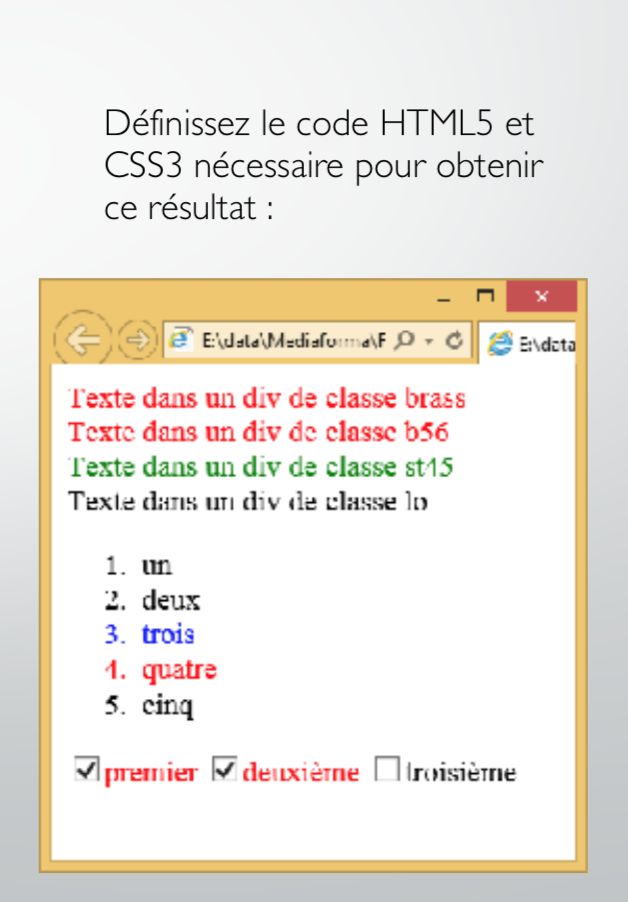 Définissez le code HTML5 et
CSS3 nécessaire pour obtenir
ce résultat :
E:\data\Mediaforma\F
E:\data
Texte dans un div de classe brass
Texte dans un div de classe b56
Texte dans un div de classe st45
Texte dans un div de classe lo
1. un
2. deux
3. trois
4. quatre
5. cinq
premier deuxième troisième